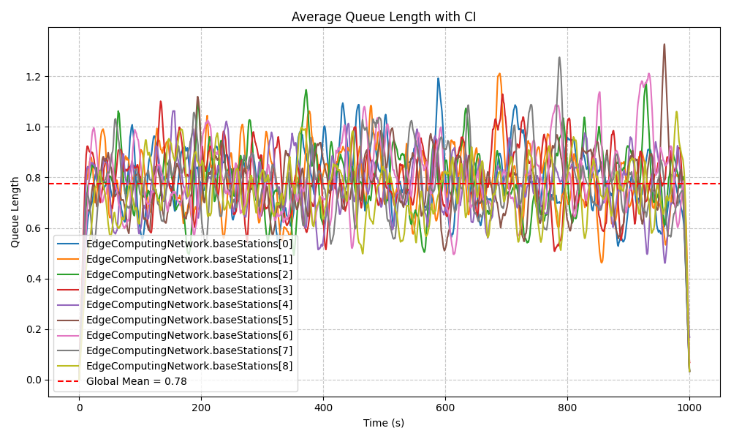 Average Queue Length with CI
Queue Length
1.2
1.0
0.8
0.6
0.4
0.2
0.0
EdgeComputingNetwork.baseStations[0]
EdgeComputingNetwork.baseStations[1]
EdgeComputingNetwork.baseStations[2]
EdgeComputingNetwork.baseStations[3]
EdgeComputingNetwork.baseStations[4]
EdgeComputingNetwork.baseStations[5]
EdgeComputingNetwork.baseStations[6]
EdgeComputingNetwork.baseStations[7]
EdgeComputingNetwork.baseStations[8]
Global Mean = 0.78
0 200 400 600 800 1000
Time (s)